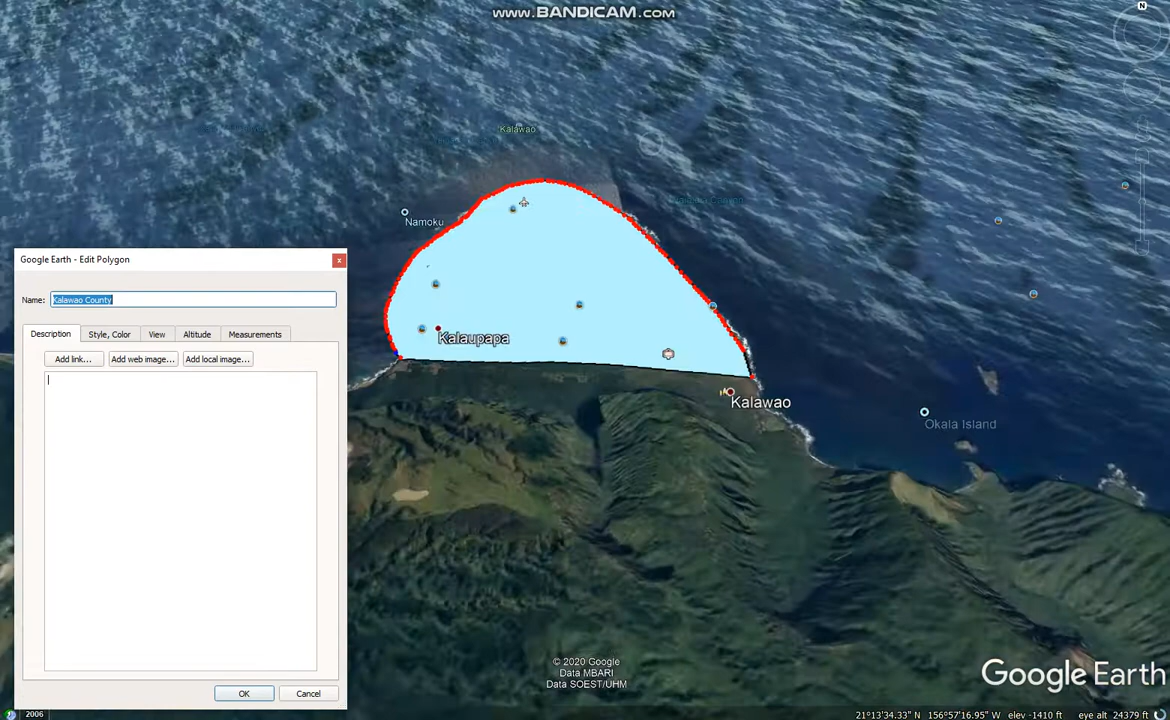 www.BANDICAM.com
N
Kalawao
Namoku
Google Earth - Edit Polygon
x
Name: Kalawao County
Description Style, Color View Altitude Measurements
Add link... Add web image... Add local image...
Kalaupapa
Kalawao
Okala Island
© 2020 Google
Data MBARI
Data SOEST/UHM
Google Earth
OK Cancel
2006
21°13'34.33" N 156°57'16.95" W elev -1410 ft eye alt 24379 ft